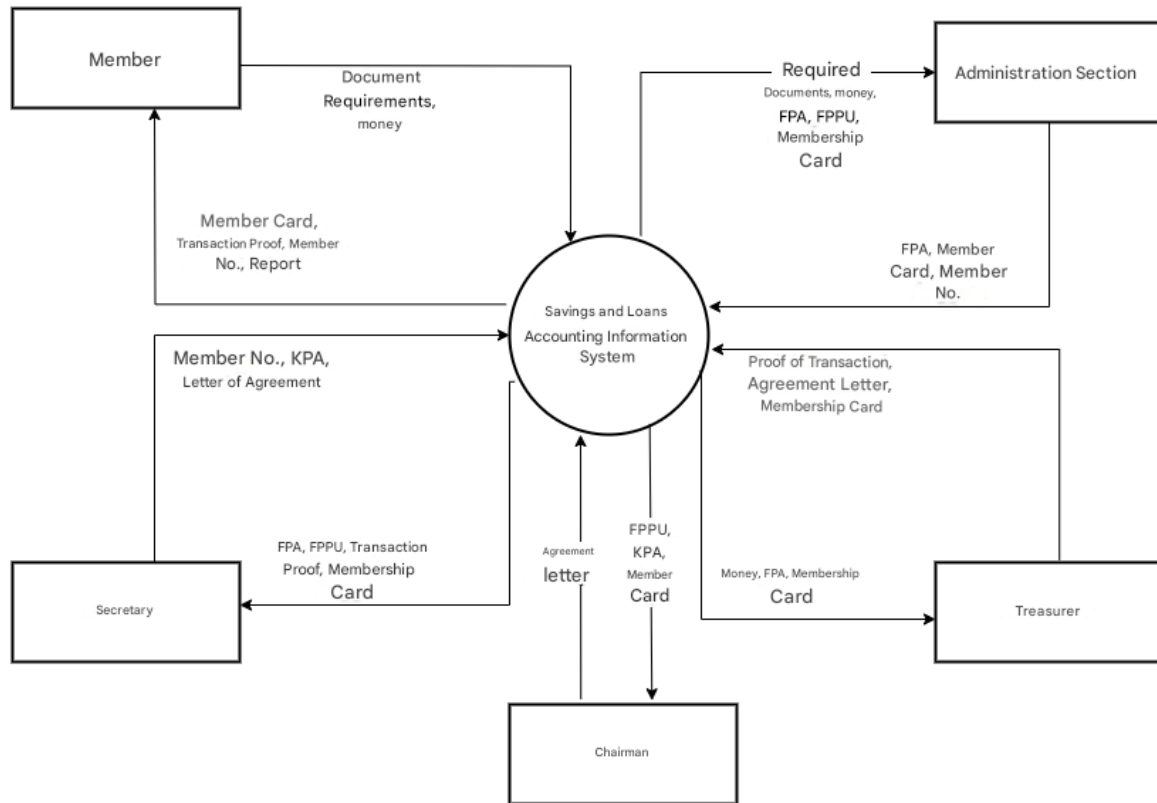 Member
Document
Requirements,
money
Required
Documents, money,
FPA, FPPU,
Membership
Card
Administration Section
Member Card,
Transaction Proof, Member
No., Report
FPA, Member
Card, Member
No.
Savings and Loans
Accounting Information
System
Member No., KPA,
Letter of Agreement
Proof of Transaction,
Agreement Letter,
Membership Card
FPA, FPPU, Transaction
Proof, Membership
Card
Agreement
letter
FPPU,
KPA,
Member
Card
Money, FPA, Membership
Card
Secretary
Treasurer
Chairman